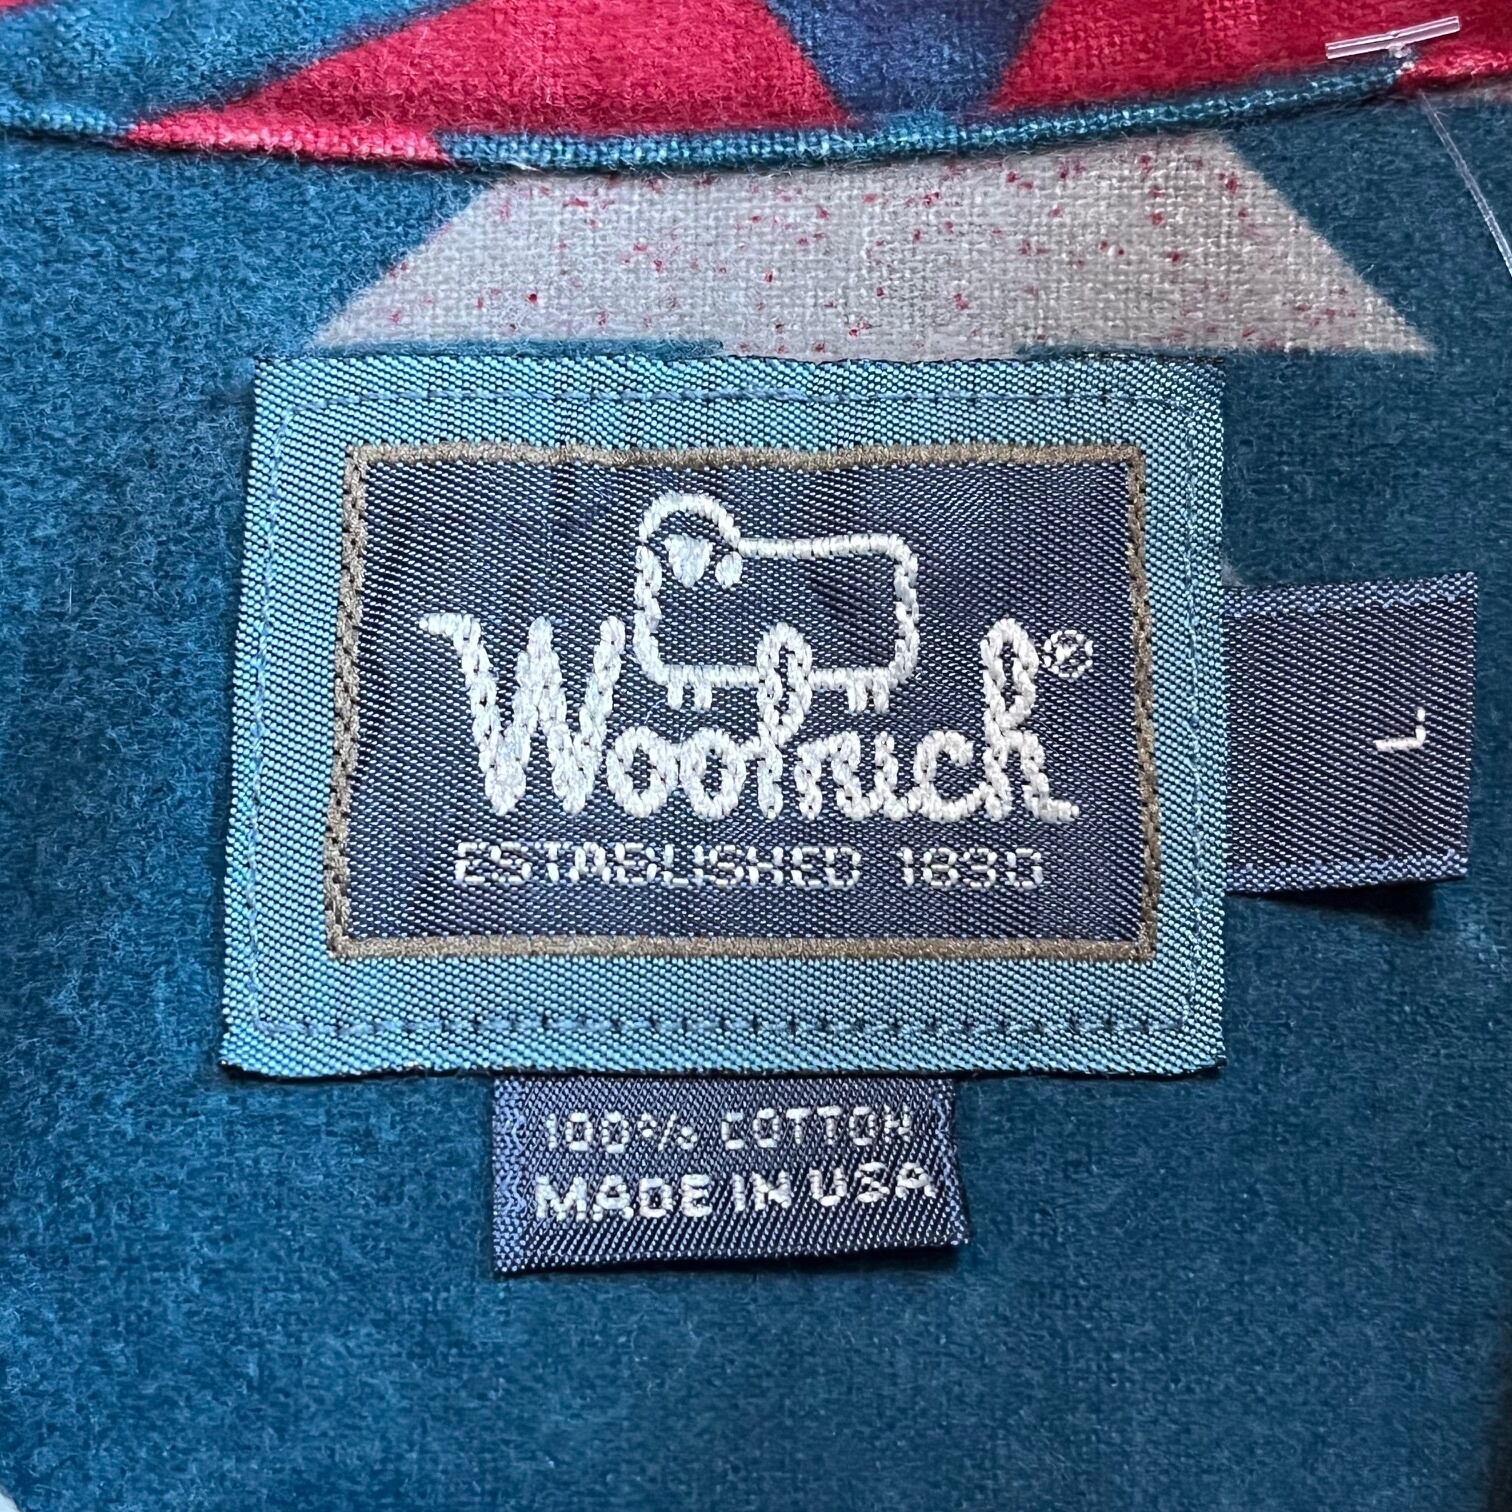 Woolrich®
ESTABLISHED 1830
L.
100% COTTON
MADE IN USA